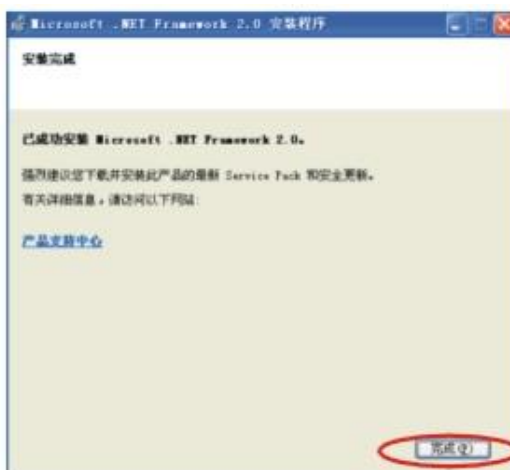 Microsoft .NET Framework 2.0 安装程序
安装完成
已成功安装 Microsoft .NET Framework 2.0。
强烈建议您下载并安装此产品的最新 Service Pack 和安全更新。
有关详细信息，请访问以下网站:
产品支持中心
完成(F)